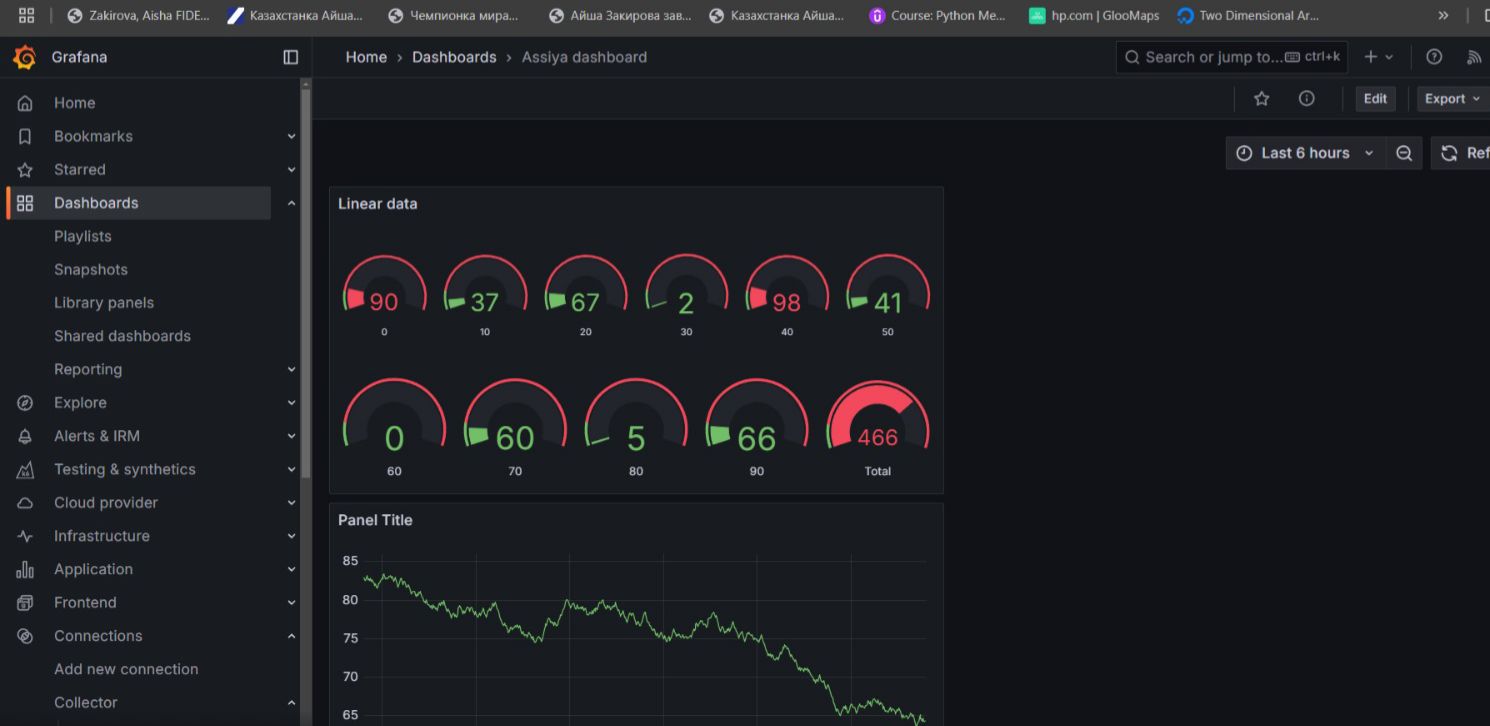 Zakirova, Aisha FIDE... Казахстанка Айша... Чемпионка мира... Айша Закирова зав... Казахстанка Айша... Course: Python Me... hp.com | GlooMaps Two Dimensional Ar...
Grafana
Home › Dashboards › Assiya dashboard
Search or jump to... ctrl+k
Edit
Export
Last 6 hours
Ref
Home
Bookmarks
Starred
Dashboards
Playlists
Snapshots
Library panels
Shared dashboards
Reporting
Explore
Alerts & IRM
Testing & synthetics
Cloud provider
Infrastructure
Application
Frontend
Connections
Add new connection
Collector
Linear data
90 37 67 2 98 41
0 10 20 30 40 50
0 60 5 66 466
60 70 80 90 Total
Panel Title
85
80
75
70
65